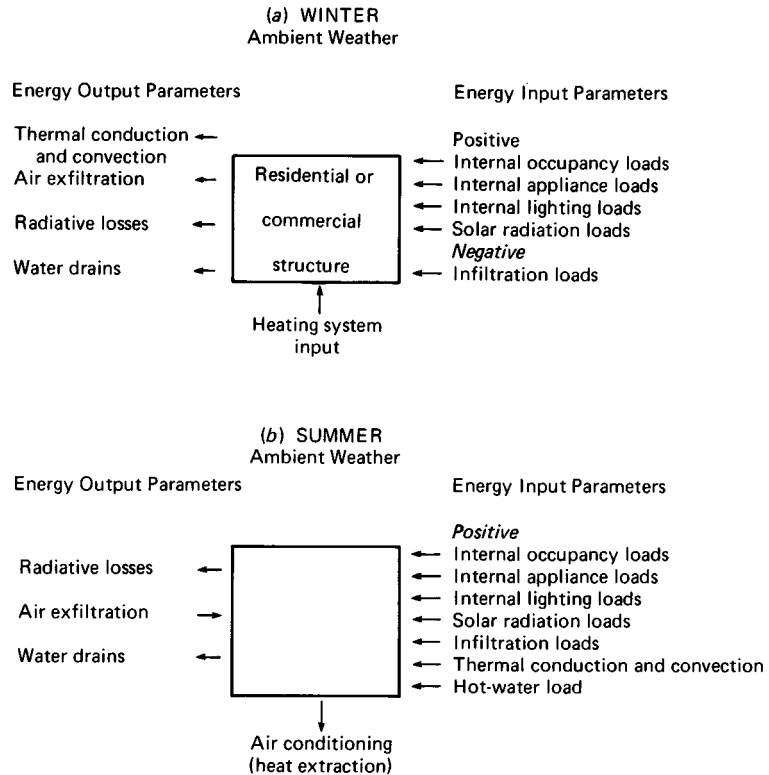 (a) WINTER
Ambient Weather
Energy Output Parameters
Thermal conduction
and convection
Air exfiltration
Radiative losses
Water drains
Residential or
commercial
structure
Energy Input Parameters
Positive
Internal occupancy loads
Internal appliance loads
Internal lighting loads
Solar radiation loads
Negative
Infiltration loads
Heating system
input
(b) SUMMER
Ambient Weather
Energy Output Parameters
Radiative losses
Air exfiltration
Water drains
Energy Input Parameters
Positive
Internal occupancy loads
Internal appliance loads
Internal lighting loads
Solar radiation loads
Infiltration loads
Thermal conduction and convection
Hot-water load
Air conditioning
(heat extraction)